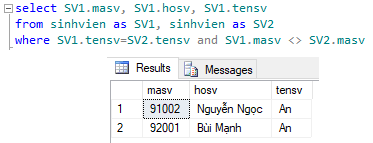 select SV1.masv, SV1.hosv, SV1.tensv
from sinhvien as SV1, sinhvien as SV2
where SV1.tensv=SV2.tensv and SV1.masv <> SV2.masv
Results Messages
masv hosv tensv
1 91002 Nguyễn Ngọc An
2 92001 Bùi Mạnh An